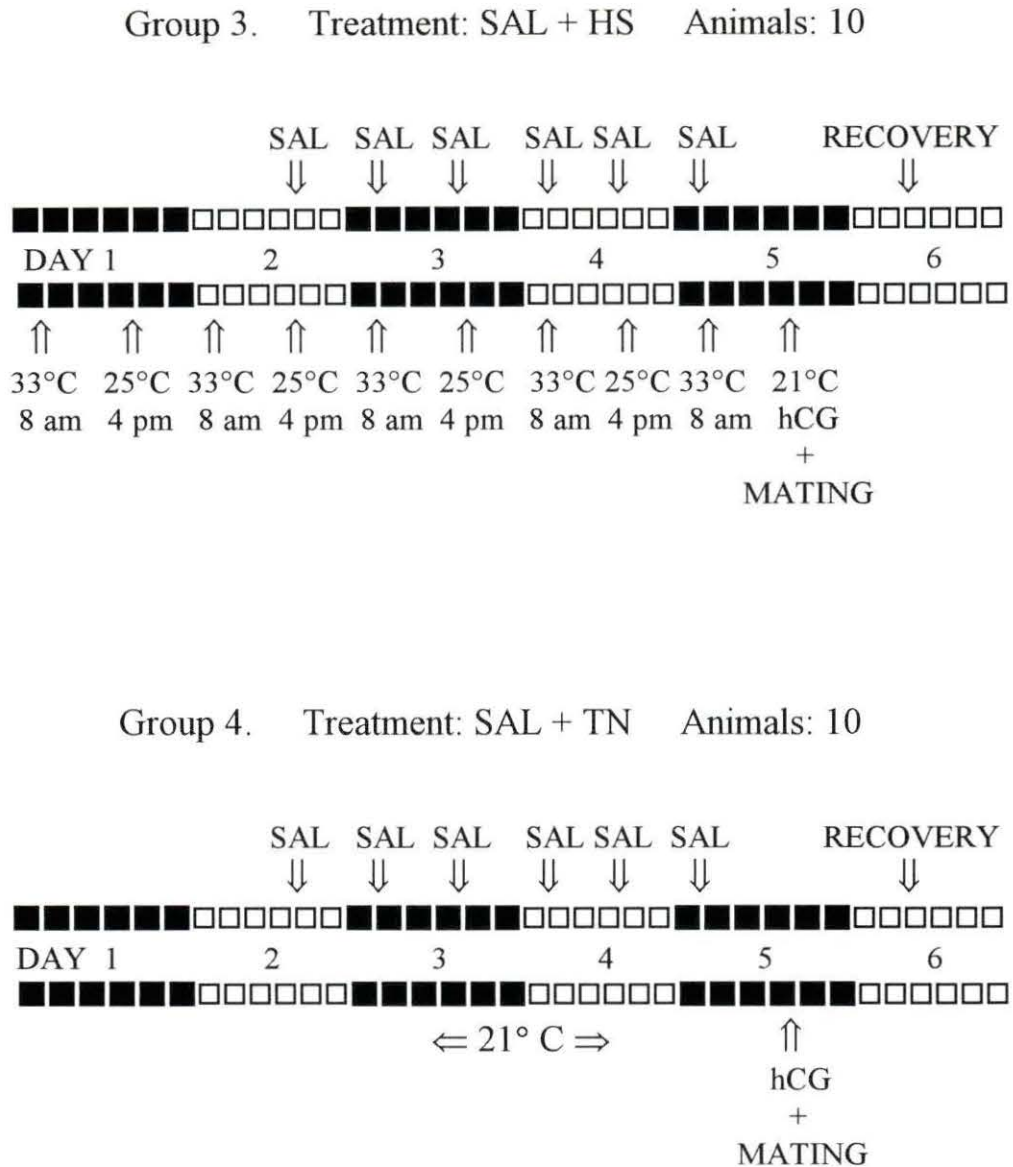 Group 3. Treatment: SAL + HS Animals: 10
SAL SAL SAL SAL SAL SAL RECOVERY
DAY 1 2 3 4 5 6
33°C 25°C 33°C 25°C 33°C 25°C 33°C 25°C 33°C 21°C
8 am 4 pm 8 am 4 pm 8 am 4 pm 8 am 4 pm 8 am hCG
+
MATING
Group 4. Treatment: SAL + TN Animals: 10
SAL SAL SAL SAL SAL SAL RECOVERY
DAY 1 2 3 4 5 6
⇐ 21° C ⇒
hCG
+
MATING